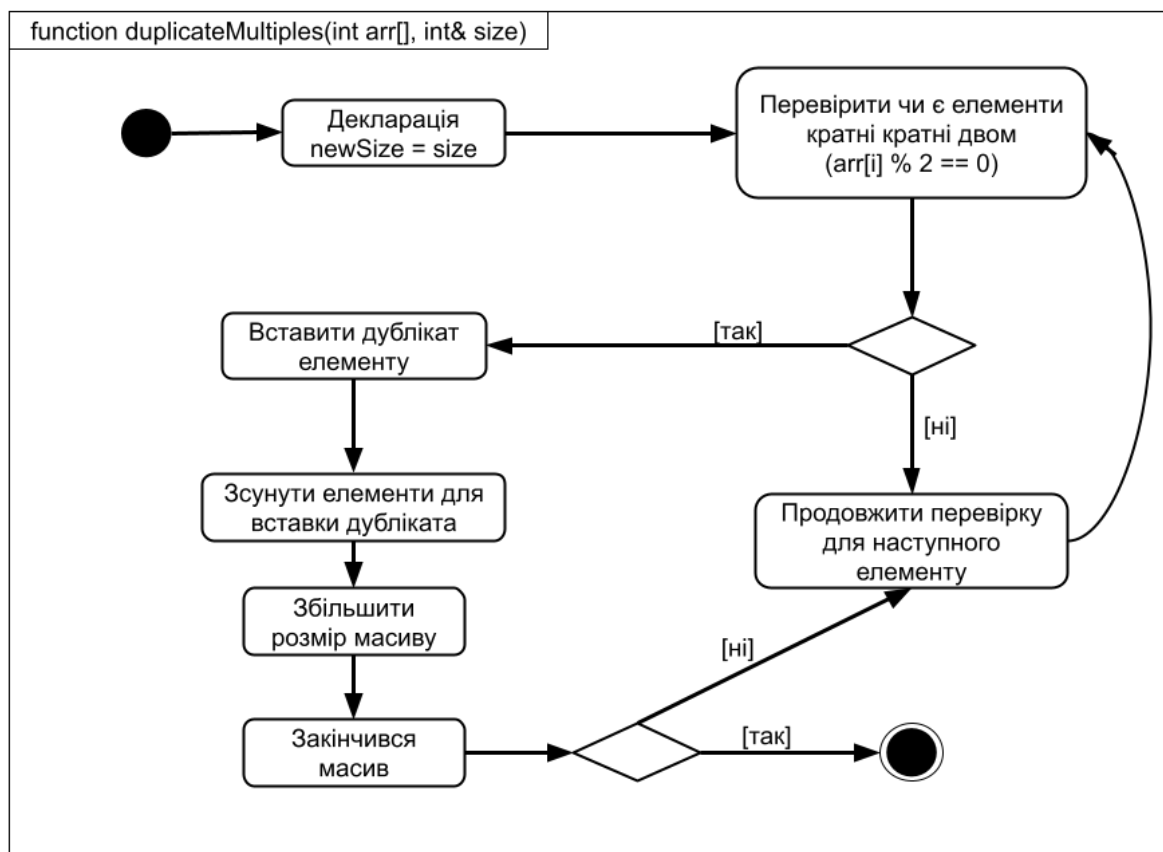 function duplicateMultiples(int arr[], int& size)
Декларація
newSize = size
Перевірити чи є елементи
кратні кратні двом
(arr[i] % 2 == 0)
[так]
Вставити дублікат
елементу
[ні]
Зсунути елементи для
вставки дубліката
Продовжити перевірку
для наступного
елементу
Збільшити
розмір масиву
[ні]
Закінчився
масив
[так]